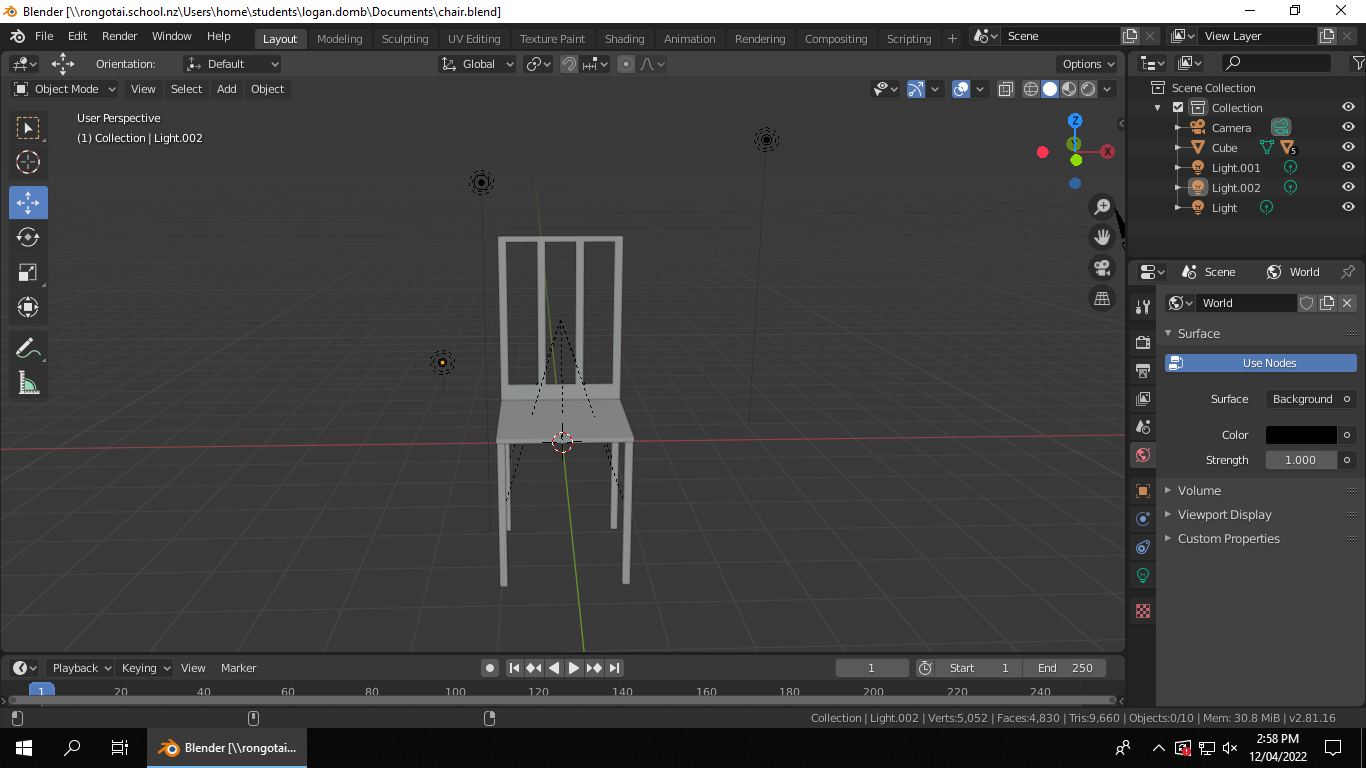 Blender [\\rongotai.school.nz\Users\home\students\logan.domb\Documents\chair.blend]
File Edit Render Window Help Layout Modeling Sculpting UV Editing Texture Paint Shading Animation Rendering Compositing Scripting + Scene View Layer
Orientation: Default Global Options
Object Mode View Select Add Object
User Perspective
(1) Collection | Light.002
Z
Y
X
Scene Collection
Collection
Camera
Cube 5
Light.001
Light.002
Light
Scene World
World
Surface
Use Nodes
Surface Background
Color
Strength 1.000
Volume
Viewport Display
Custom Properties
Playback Keying View Marker 1 Start 1 End 250
1 20 40 60 80 100 120 140 160 180 200 220 240
Collection | Light.002 | Verts:5,052 | Faces:4,830 | Tris:9,660 | Objects:0/10 | Mem: 30.8 MiB | v2.81.16
Blender [\\rongotai...
2:58 PM
12/04/2022